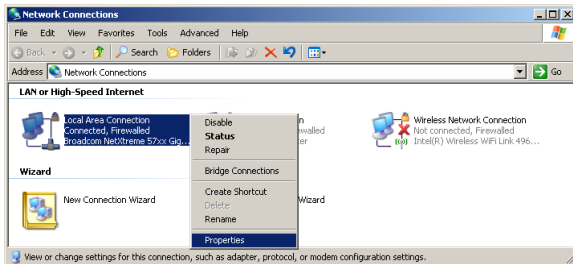 Network Connections
File Edit View Favorites Tools Advanced Help
Back Search Folders
Address Network Connections Go
LAN or High-Speed Internet
Local Area Connection
Connected, Firewalled
Broadcom NetXtreme 57xx Gig...
Disable
Status
Repair
Bridge Connections
Create Shortcut
Delete
Rename
Properties
Wireless Network Connection
Not connected, Firewalled
Intel(R) Wireless WiFi Link 496...
Wizard
New Connection Wizard
Wizard
View or change settings for this connection, such as adapter, protocol, or modem configuration settings.